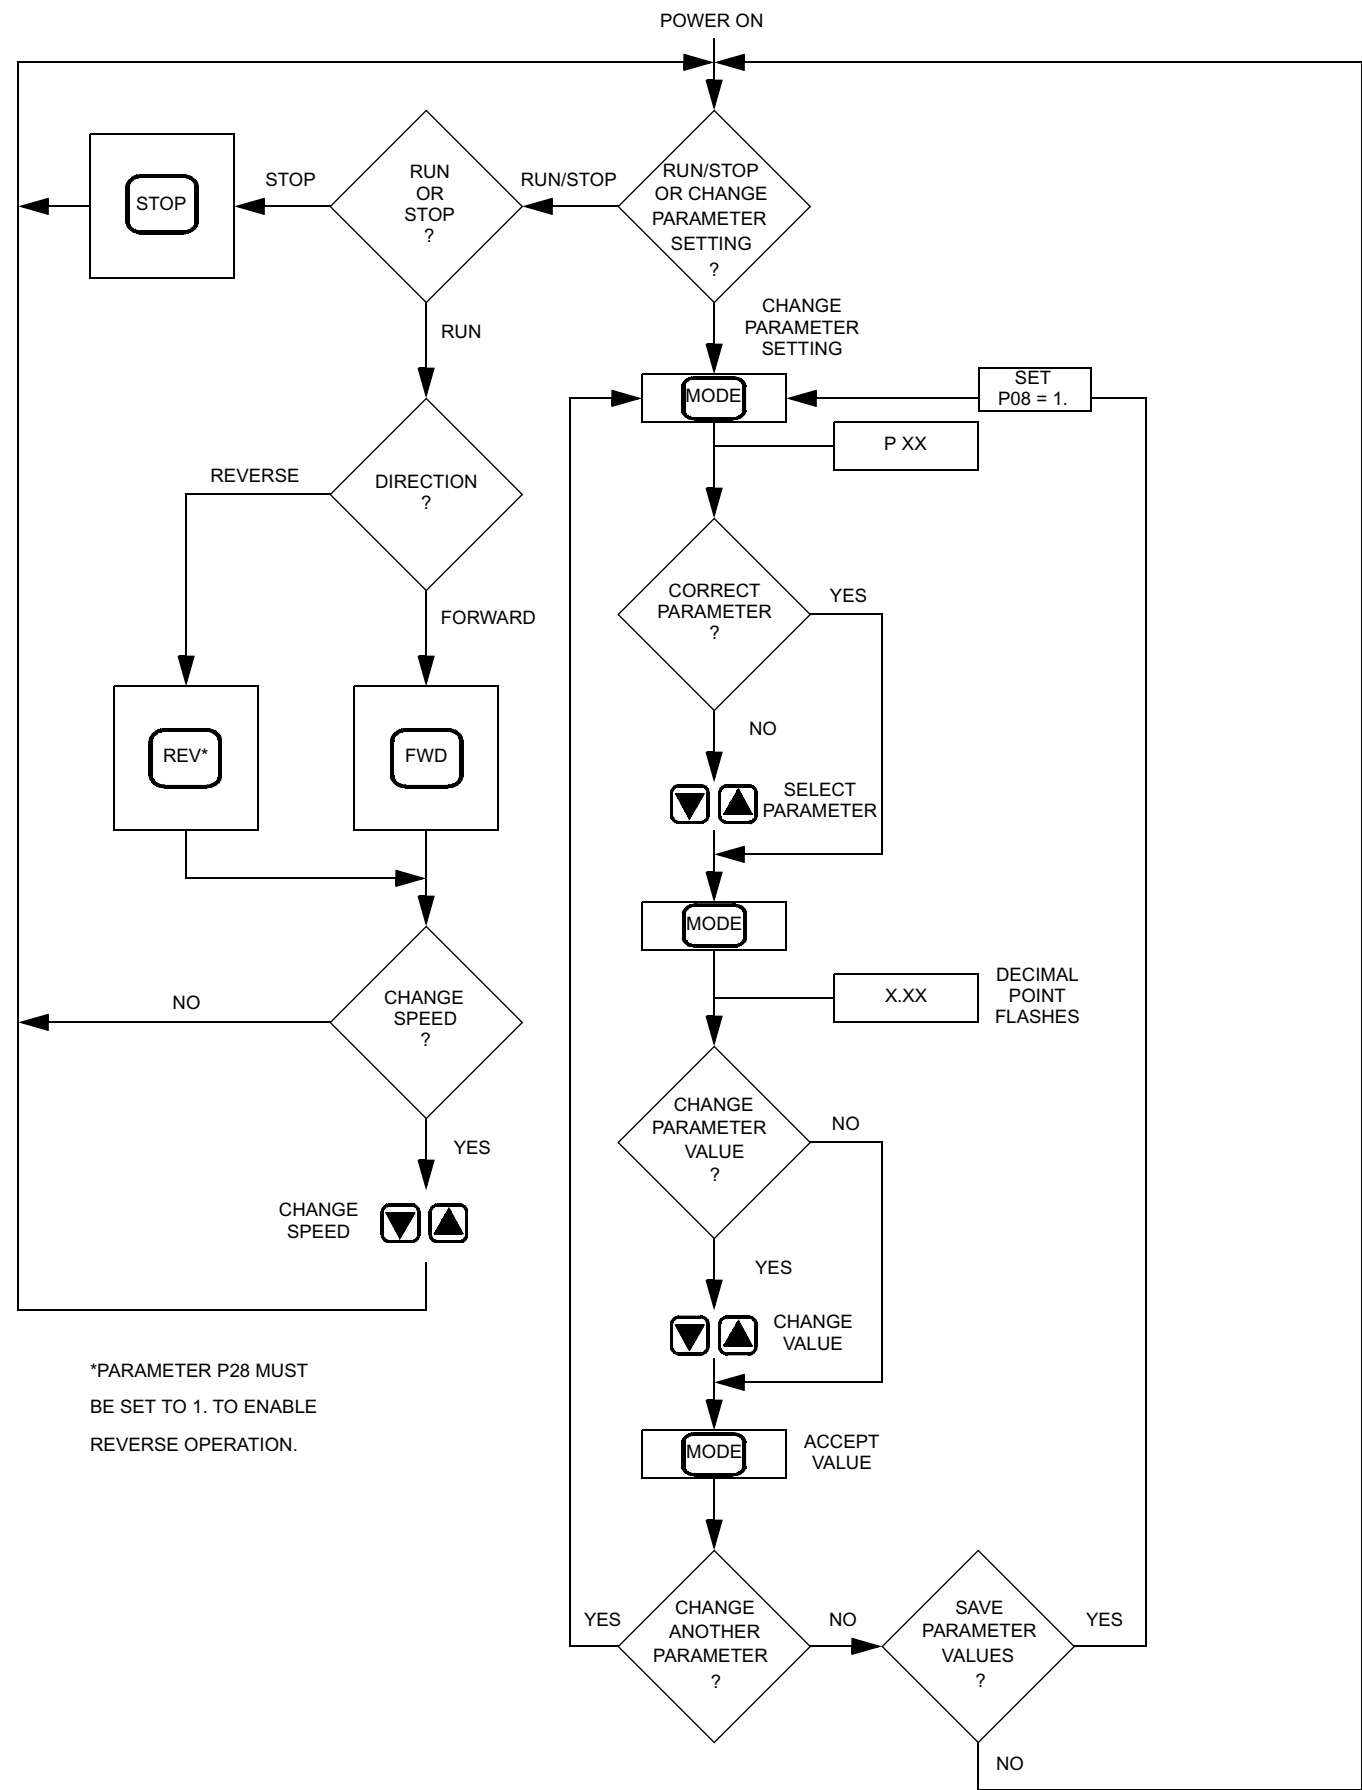 POWER ON
RUN/STOP
OR CHANGE
PARAMETER
SETTING
?
RUN/STOP
RUN
OR
STOP
?
STOP
STOP
RUN
CHANGE
PARAMETER
SETTING
MODE
SET
P08 = 1.
P XX
DIRECTION
?
REVERSE
FORWARD
REV*
FWD
CORRECT
PARAMETER
?
YES
NO
SELECT
PARAMETER
MODE
X.XX
DECIMAL
POINT
FLASHES
CHANGE
SPEED
?
NO
YES
CHANGE
SPEED
CHANGE
PARAMETER
VALUE
?
NO
YES
CHANGE
VALUE
MODE
ACCEPT
VALUE
*PARAMETER P28 MUST
BE SET TO 1. TO ENABLE
REVERSE OPERATION.
CHANGE
ANOTHER
PARAMETER
?
YES
NO
SAVE
PARAMETER
VALUES
?
YES
NO